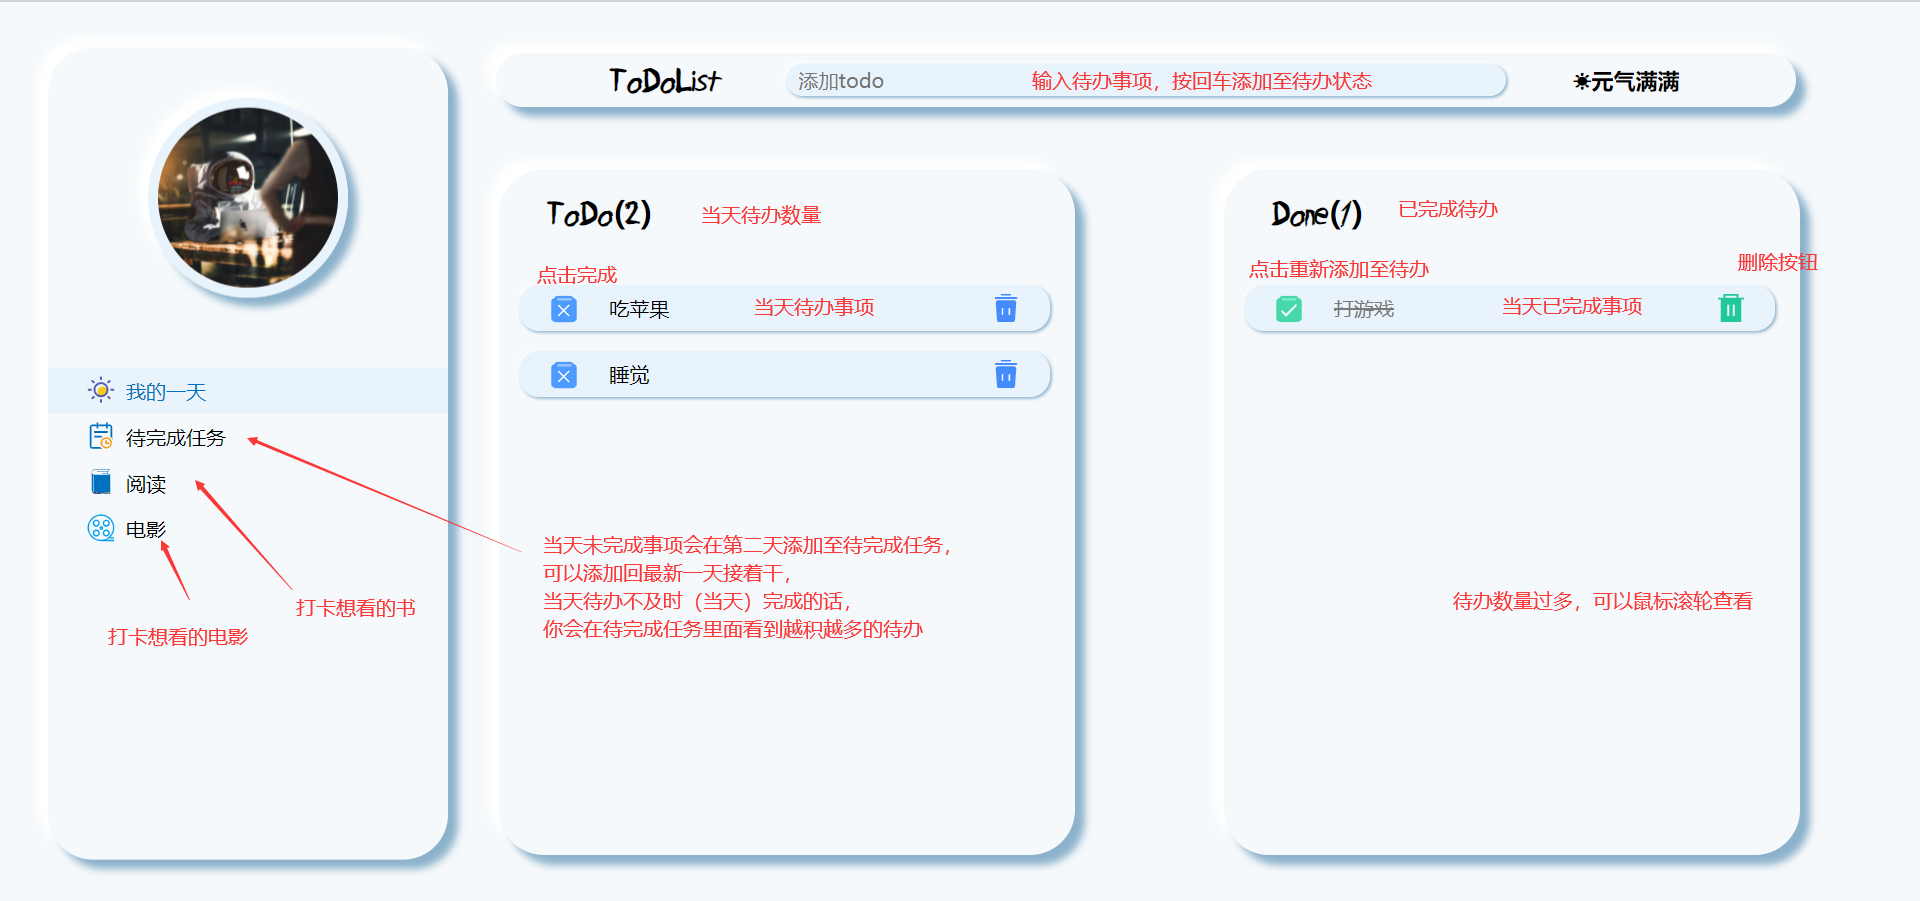 ToDoList
添加todo
输入待办事项，按回车添加至待办状态
☀元气满满
我的一天
待完成任务
阅读
电影
打卡想看的书
打卡想看的电影
ToDo(2)
当天待办数量
点击完成
吃苹果
当天待办事项
睡觉
当天未完成事项会在第二天添加至待完成任务，
可以添加回最新一天接着干，
当天待办不及时（当天）完成的话，
你会在待完成任务里面看到越积越多的待办
Done(1)
已完成待办
点击重新添加至待办
删除按钮
打游戏
当天已完成事项
待办数量过多，可以鼠标滚轮查看